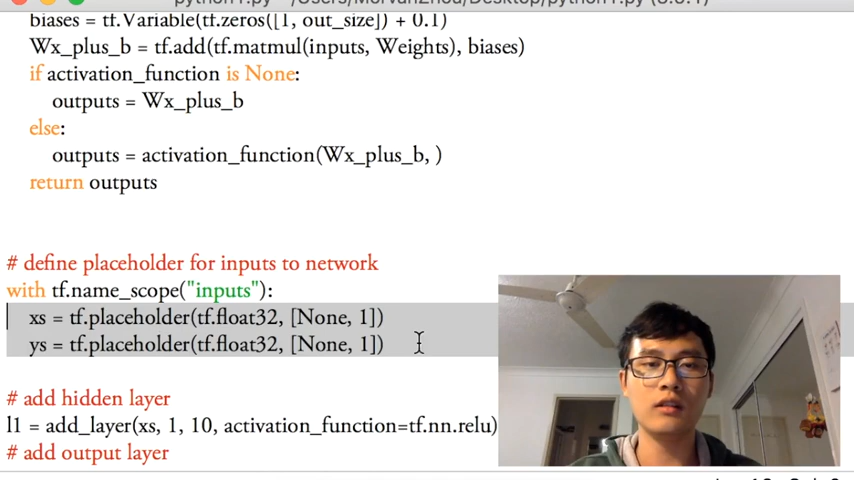 biases = tf.Variable(tf.zeros([1, out_size]) + 0.1)
Wx_plus_b = tf.add(tf.matmul(inputs, Weights), biases)
if activation_function is None:
outputs = Wx_plus_b
else:
outputs = activation_function(Wx_plus_b, )
return outputs
# define placeholder for inputs to network
with tf.name_scope("inputs"):
xs = tf.placeholder(tf.float32, [None, 1])
ys = tf.placeholder(tf.float32, [None, 1])
# add hidden layer
l1 = add_layer(xs, 1, 10, activation_function=tf.nn.relu)
# add output layer